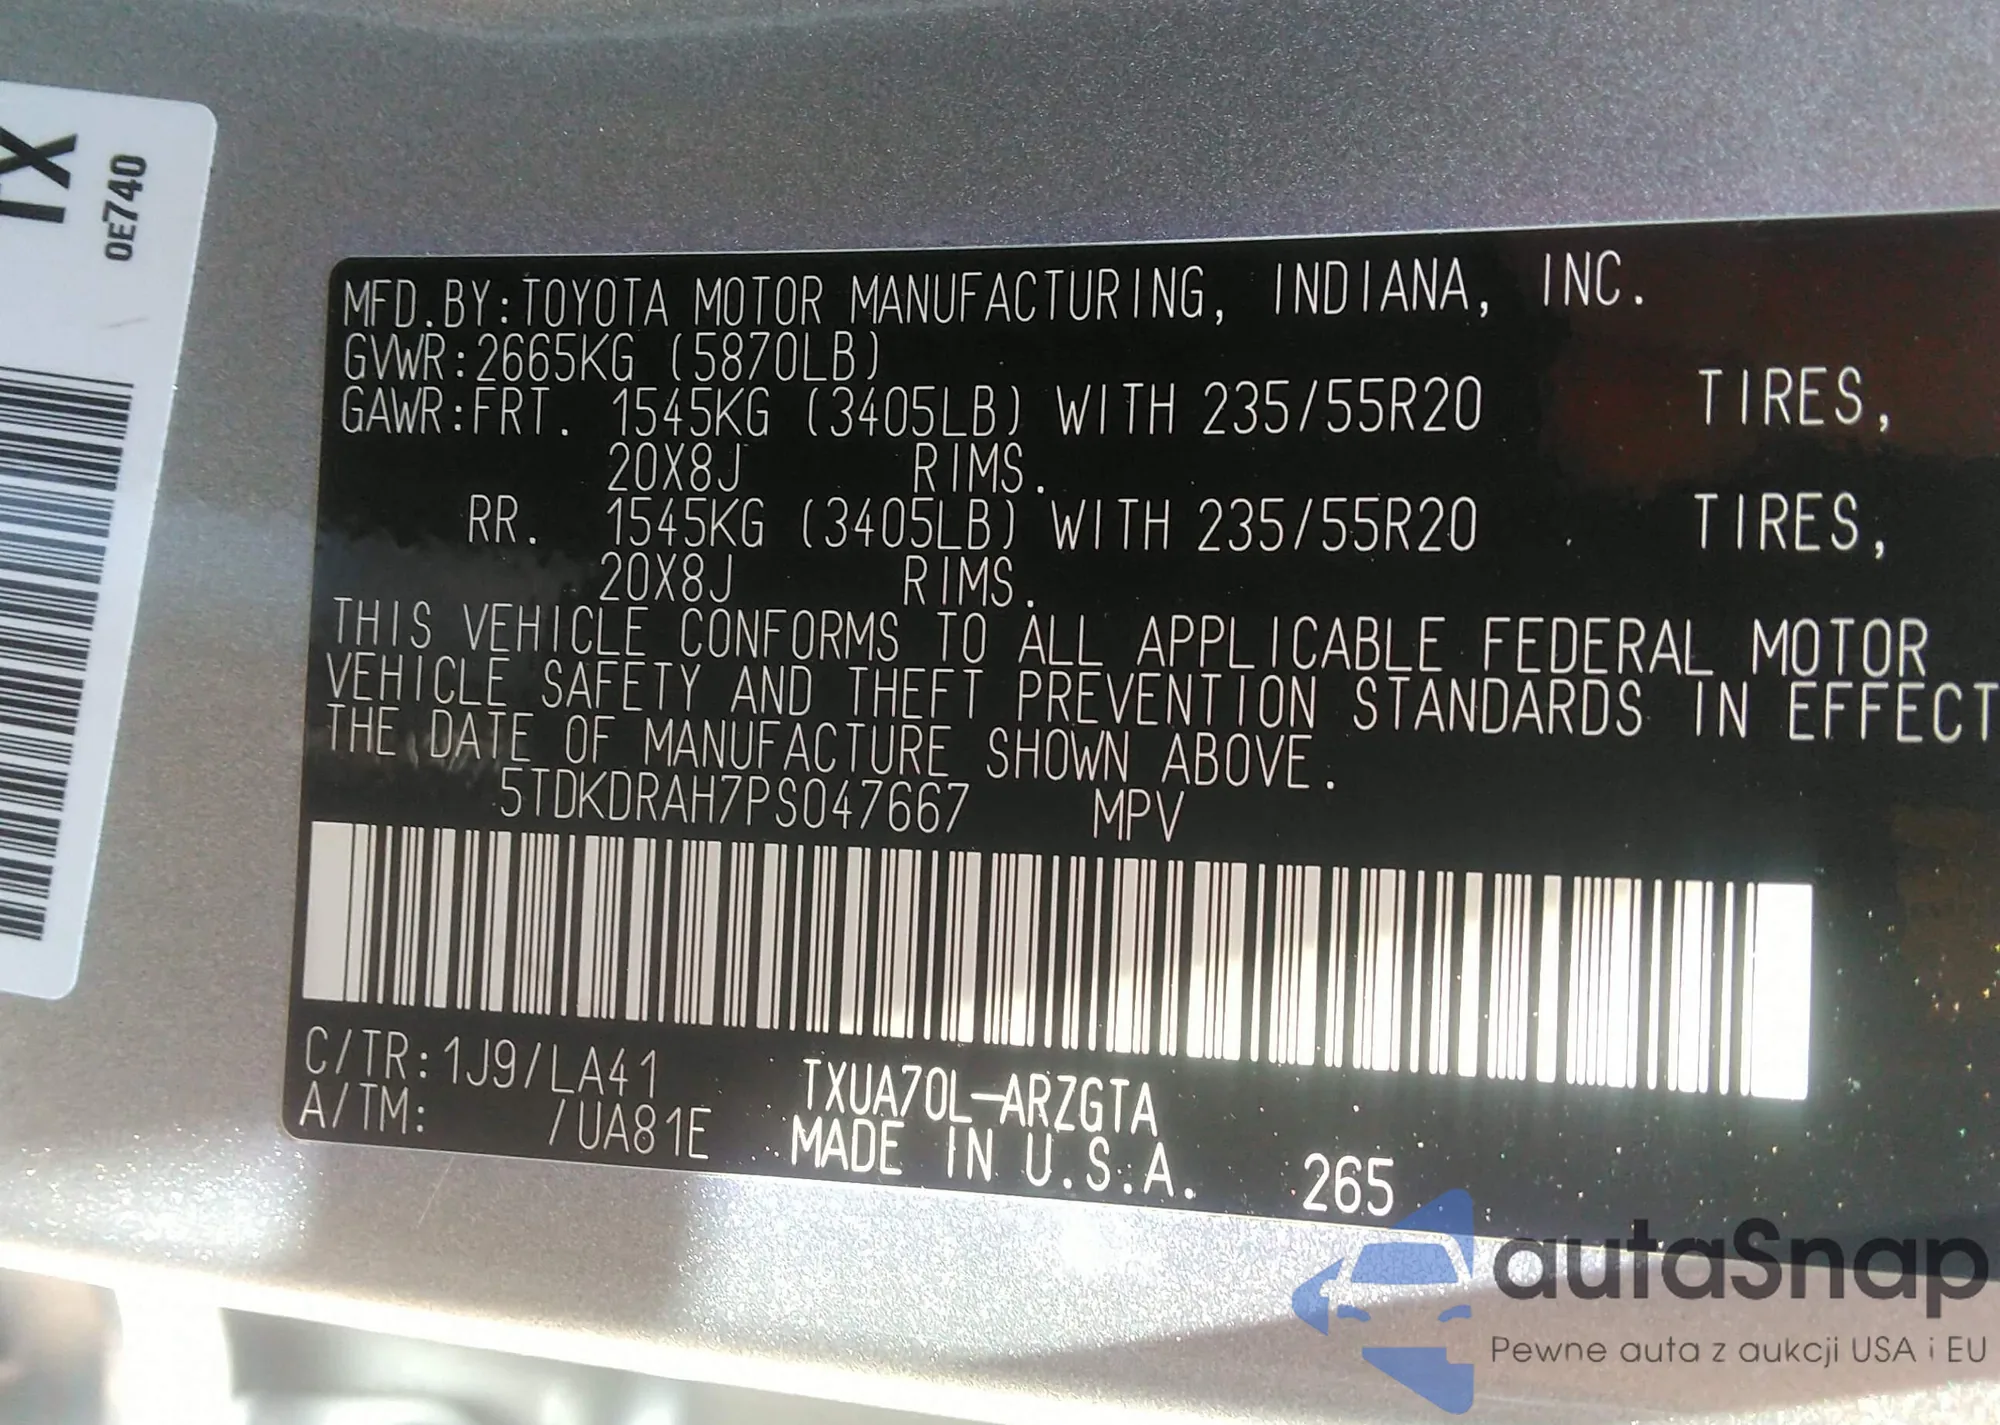 TX
0E740
MFD.BY:TOYOTA MOTOR MANUFACTURING, INDIANA, INC.
GVWR:2665KG (5870LB)
GAWR:FRT. 1545KG (3405LB) WITH 235/55R20 TIRES,
20X8J RIMS.
RR. 1545KG (3405LB) WITH 235/55R20 TIRES,
20X8J RIMS.
THIS VEHICLE CONFORMS TO ALL APPLICABLE FEDERAL MOTOR
VEHICLE SAFETY AND THEFT PREVENTION STANDARDS IN EFFECT
THE DATE OF MANUFACTURE SHOWN ABOVE.
5TDKDRAH7PS047667 MPV
C/TR:1J9/LA41 TXUA70L-ARZGTA
A/TM: /UA81E MADE IN U.S.A. 265
autaSnap
Pewne auta z aukcji USA i EU